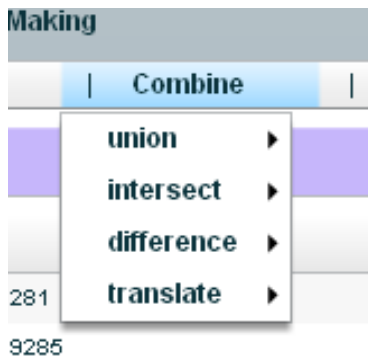 Making
| Combine |
union
intersect
difference
translate
281
9285